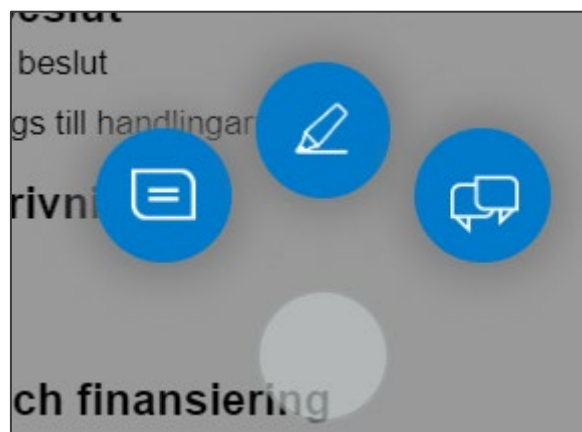 beslut
beslut
gs till handlingar
rivni
ch finansiering